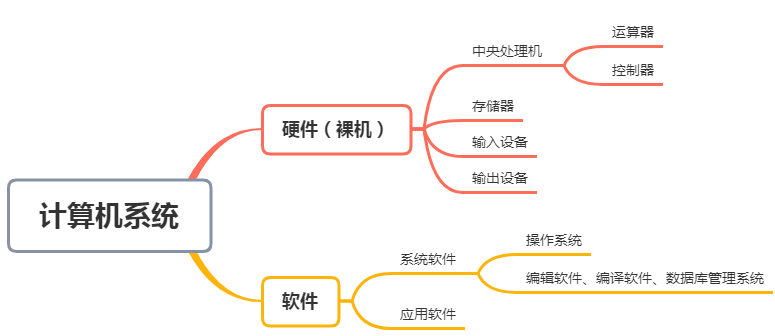 计算机系统
硬件（裸机）
中央处理机
运算器
控制器
存储器
输入设备
输出设备
软件
系统软件
操作系统
编辑软件、编译软件、数据库管理系统
应用软件